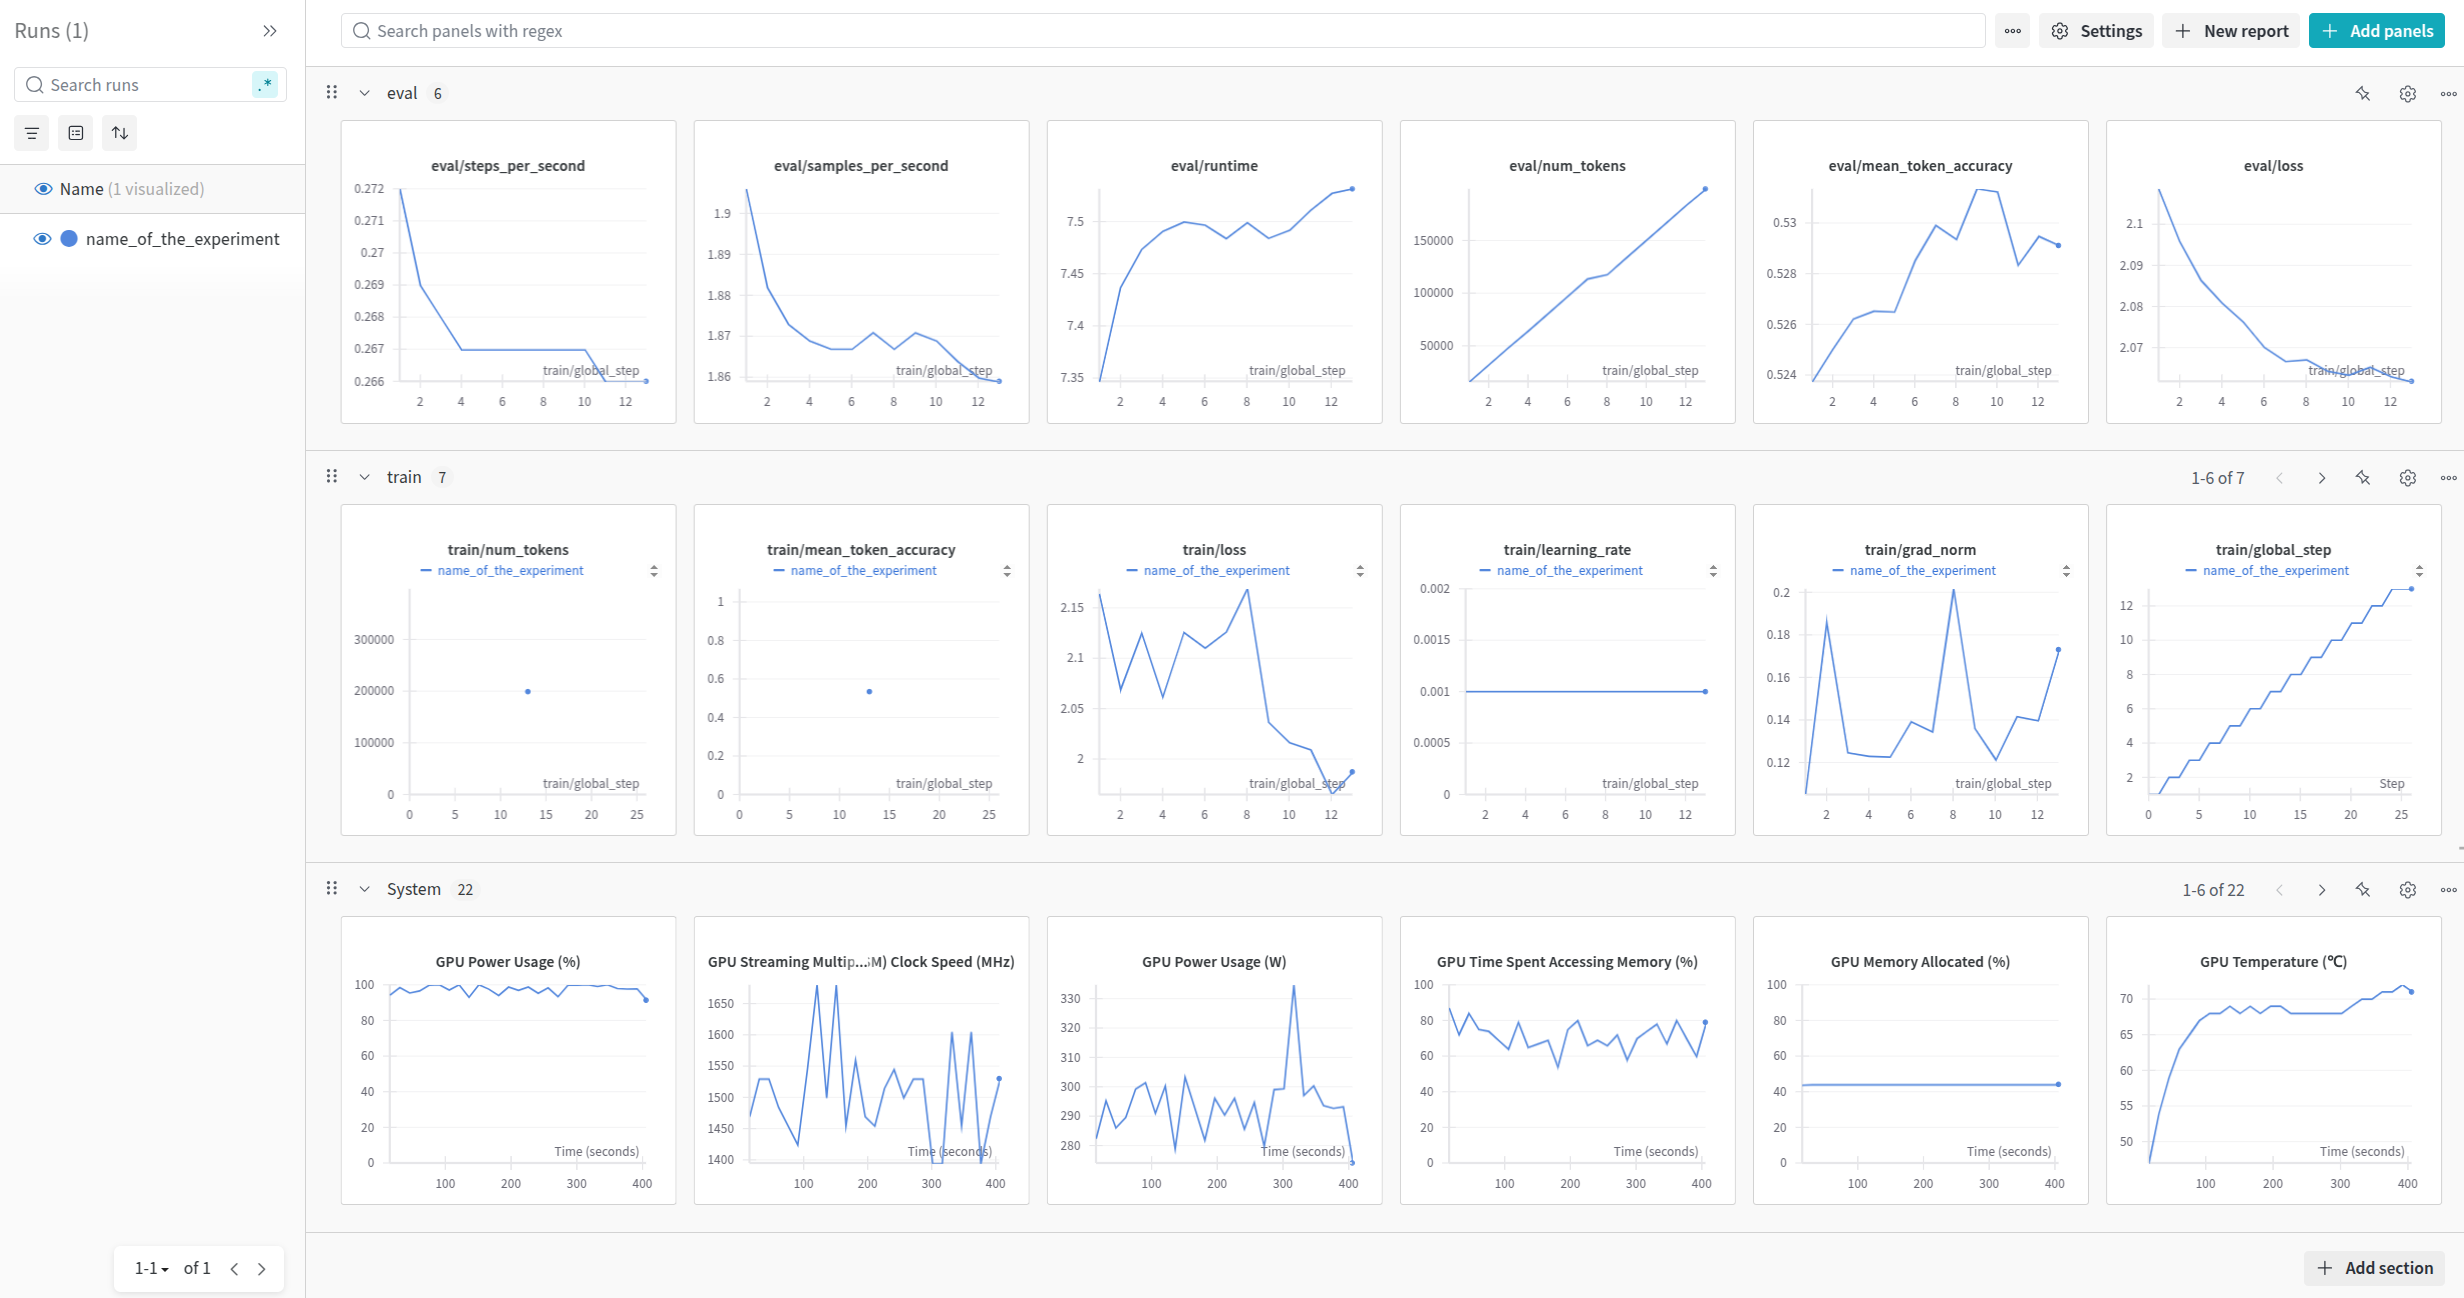 Runs (1)
Search runs
.*
Name (1 visualized)
name_of_the_experiment
1-1 of 1
Search panels with regex
Settings
New report
Add panels
eval 6
eval/steps_per_second
0.272
0.271
0.27
0.269
0.268
0.267
0.266
train/global_step
2 4 6 8 10 12
eval/samples_per_second
1.9
1.89
1.88
1.87
1.86
train/global_step
2 4 6 8 10 12
eval/runtime
7.5
7.45
7.4
7.35
train/global_step
2 4 6 8 10 12
eval/num_tokens
150000
100000
50000
train/global_step
2 4 6 8 10 12
eval/mean_token_accuracy
0.53
0.528
0.526
0.524
train/global_step
2 4 6 8 10 12
eval/loss
2.1
2.09
2.08
2.07
train/global_step
2 4 6 8 10 12
train 7
1-6 of 7
train/num_tokens
name_of_the_experiment
300000
200000
100000
0
train/global_step
0 5 10 15 20 25
train/mean_token_accuracy
name_of_the_experiment
1
0.8
0.6
0.4
0.2
0
train/global_step
0 5 10 15 20 25
train/loss
name_of_the_experiment
2.15
2.1
2.05
2
train/global_step
2 4 6 8 10 12
train/learning_rate
name_of_the_experiment
0.002
0.0015
0.001
0.0005
0
train/global_step
2 4 6 8 10 12
train/grad_norm
name_of_the_experiment
0.2
0.18
0.16
0.14
0.12
train/global_step
2 4 6 8 10 12
train/global_step
name_of_the_experiment
12
10
8
6
4
2
Step
0 5 10 15 20 25
System 22
1-6 of 22
GPU Power Usage (%)
100
80
60
40
20
0
Time (seconds)
100 200 300 400
GPU Streaming Multip...M) Clock Speed (MHz)
1650
1600
1550
1500
1450
1400
Time (seconds)
100 200 300 400
GPU Power Usage (W)
330
320
310
300
290
280
Time (seconds)
100 200 300 400
GPU Time Spent Accessing Memory (%)
100
80
60
40
20
0
Time (seconds)
100 200 300 400
GPU Memory Allocated (%)
100
80
60
40
20
0
Time (seconds)
100 200 300 400
GPU Temperature (℃)
70
65
60
55
50
Time (seconds)
100 200 300 400
Add section